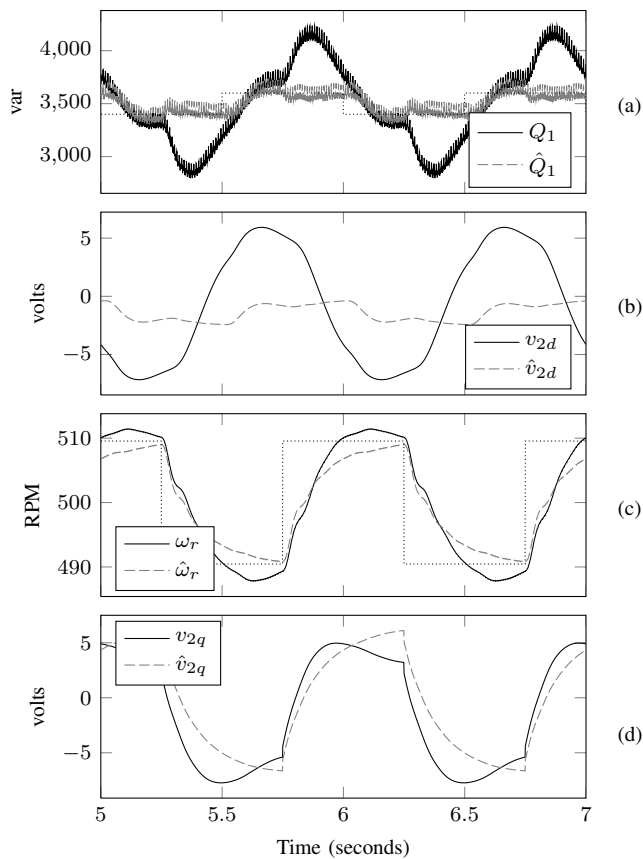 4,000
3,500
3,000
var
Q₁
Q̂₁
(a)
5
0
−5
volts
v₂d
v̂₂d
(b)
510
500
490
RPM
ωᵣ
ω̂ᵣ
(c)
5
0
−5
volts
v₂q
v̂₂q
(d)
5 5.5 6 6.5 7
Time (seconds)